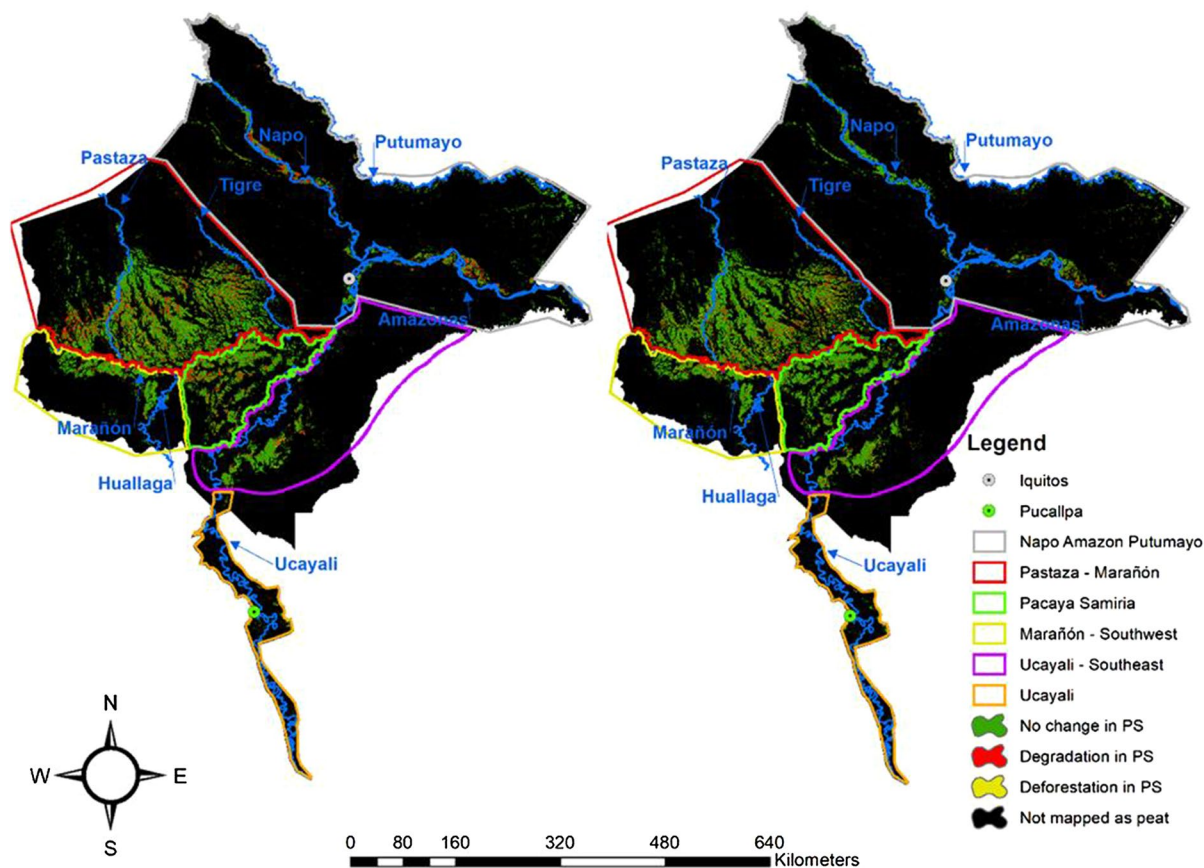 Napo
Putumayo
Pastaza
Tigre
Amazonas
Marañón
Huallaga
Ucayali
Napo
Putumayo
Pastaza
Tigre
Amazonas
Marañón
Huallaga
Ucayali
Legend
Iquitos
Pucallpa
Napo Amazon Putumayo
Pastaza - Marañón
Pacaya Samiria
Marañón - Southwest
Ucayali - Southeast
Ucayali
No change in PS
Degradation in PS
Deforestation in PS
Not mapped as peat
N
W E
S
0 80 160 320 480 640
Kilometers